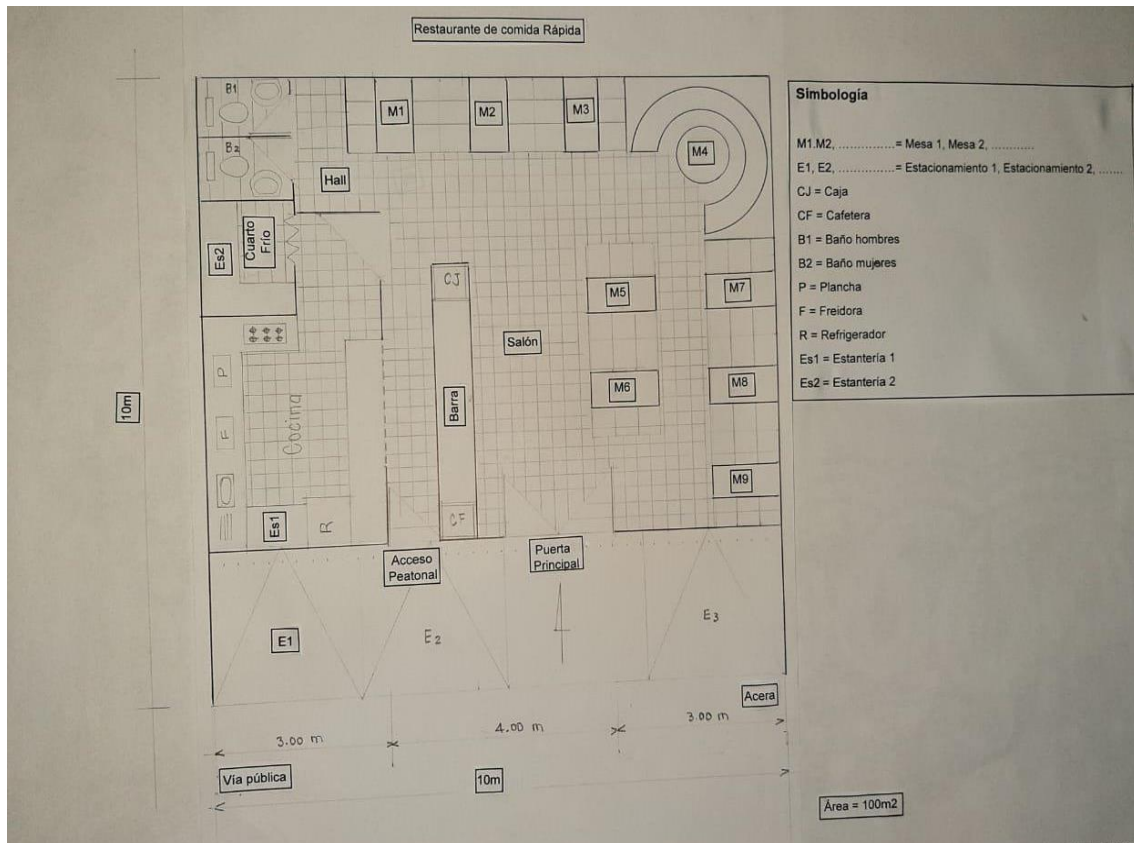 Restaurante de comida Rápida
B1
M1
M2
M3
B2
M4
Hall
Es2
Cuarto
Frío
CJ
M5
M7
Salón
P
M6
M8
Barra
Cocina
F
M9
Es1
R
CF
Acceso
Peatonal
Puerta
Principal
E1
E2
E3
Acera
3.00 m
4.00 m
3.00 m
Vía pública
10m
10m
Área = 100m2
Simbología
M1.M2, ...............= Mesa 1, Mesa 2, ............
E1, E2, ...............= Estacionamiento 1, Estacionamiento 2, .......
CJ = Caja
CF = Cafetera
B1 = Baño hombres
B2 = Baño mujeres
P = Plancha
F = Freidora
R = Refrigerador
Es1 = Estantería 1
Es2 = Estantería 2